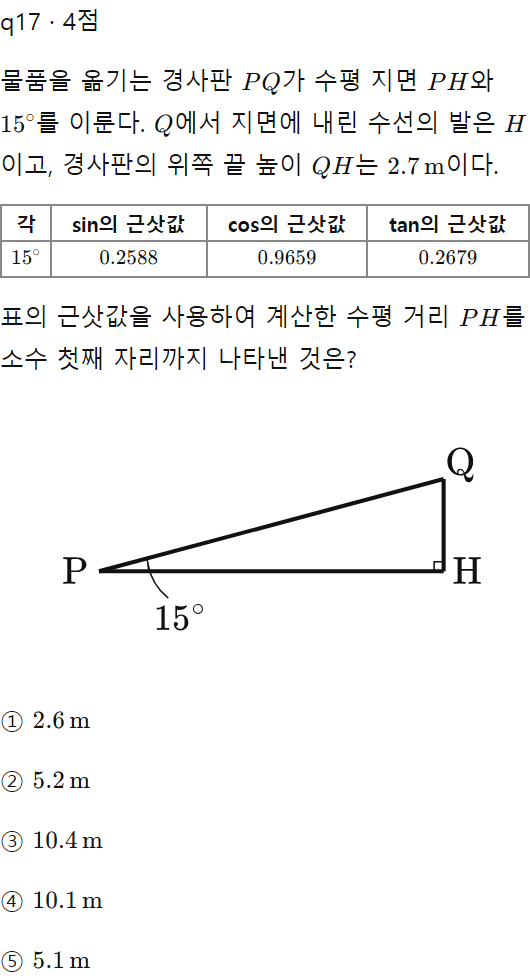 q17 · 4점
물품을 옮기는 경사판 PQ가 수평 지면 PH와
15°를 이룬다. Q에서 지면에 내린 수선의 발은 H
이고, 경사판의 위쪽 끝 높이 QH는 2.7 m이다.
각 sin의 근삿값 cos의 근삿값 tan의 근삿값
15° 0.2588 0.9659 0.2679
표의 근삿값을 사용하여 계산한 수평 거리 PH를
소수 첫째 자리까지 나타낸 것은?
Q
P H
15°
① 2.6 m
② 5.2 m
③ 10.4 m
④ 10.1 m
⑤ 5.1 m